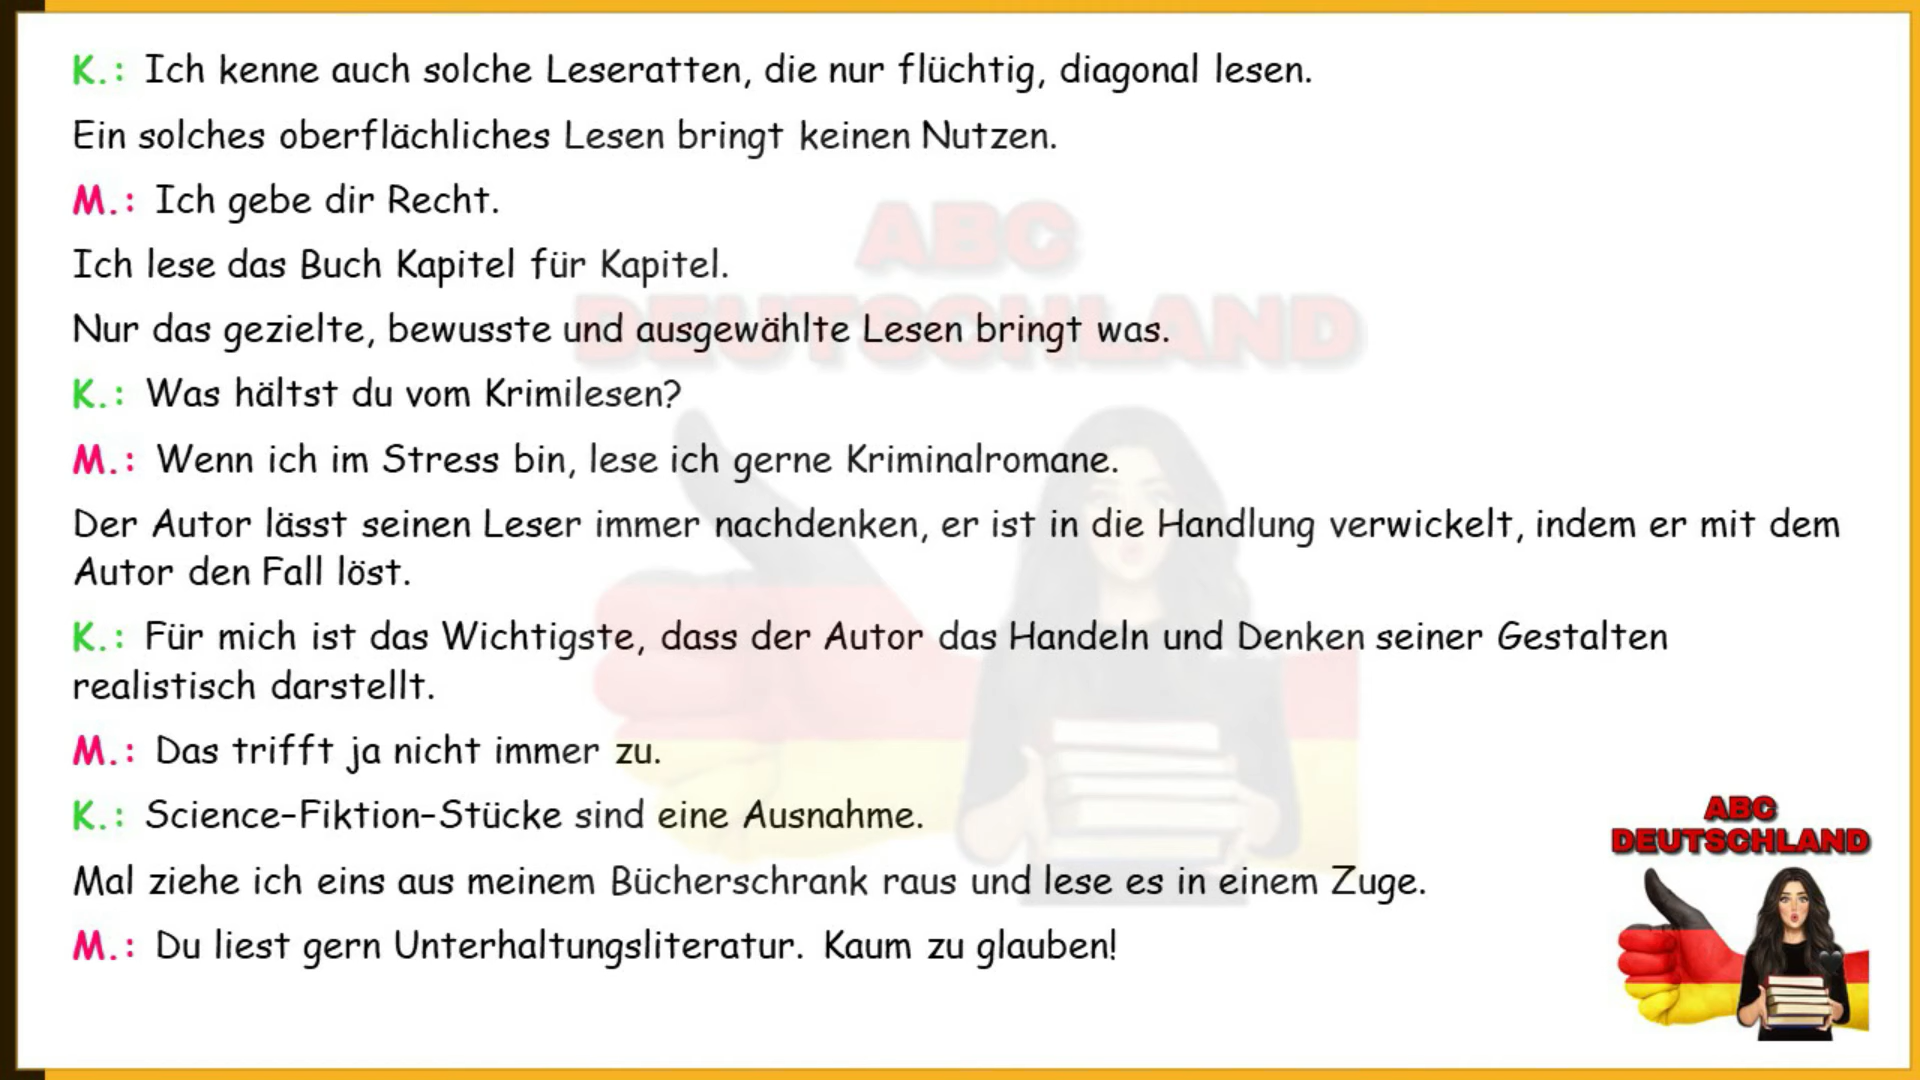 K.: Ich kenne auch solche Leseratten, die nur flüchtig, diagonal lesen.
Ein solches oberflächliches Lesen bringt keinen Nutzen.
M.: Ich gebe dir Recht.
Ich lese das Buch Kapitel für Kapitel.
Nur das gezielte, bewusste und ausgewählte Lesen bringt was.
K.: Was hältst du vom Krimilesen?
M.: Wenn ich im Stress bin, lese ich gerne Kriminalromane.
Der Autor lässt seinen Leser immer nachdenken, er ist in die Handlung verwickelt, indem er mit dem
Autor den Fall löst.
K.: Für mich ist das Wichtigste, dass der Autor das Handeln und Denken seiner Gestalten
realistisch darstellt.
M.: Das trifft ja nicht immer zu.
K.: Science-Fiktion-Stücke sind eine Ausnahme.
Mal ziehe ich eins aus meinem Bücherschrank raus und lese es in einem Zuge.
M.: Du liest gern Unterhaltungsliteratur. Kaum zu glauben!
ABC
DEUTSCHLAND
ABC
DEUTSCHLAND